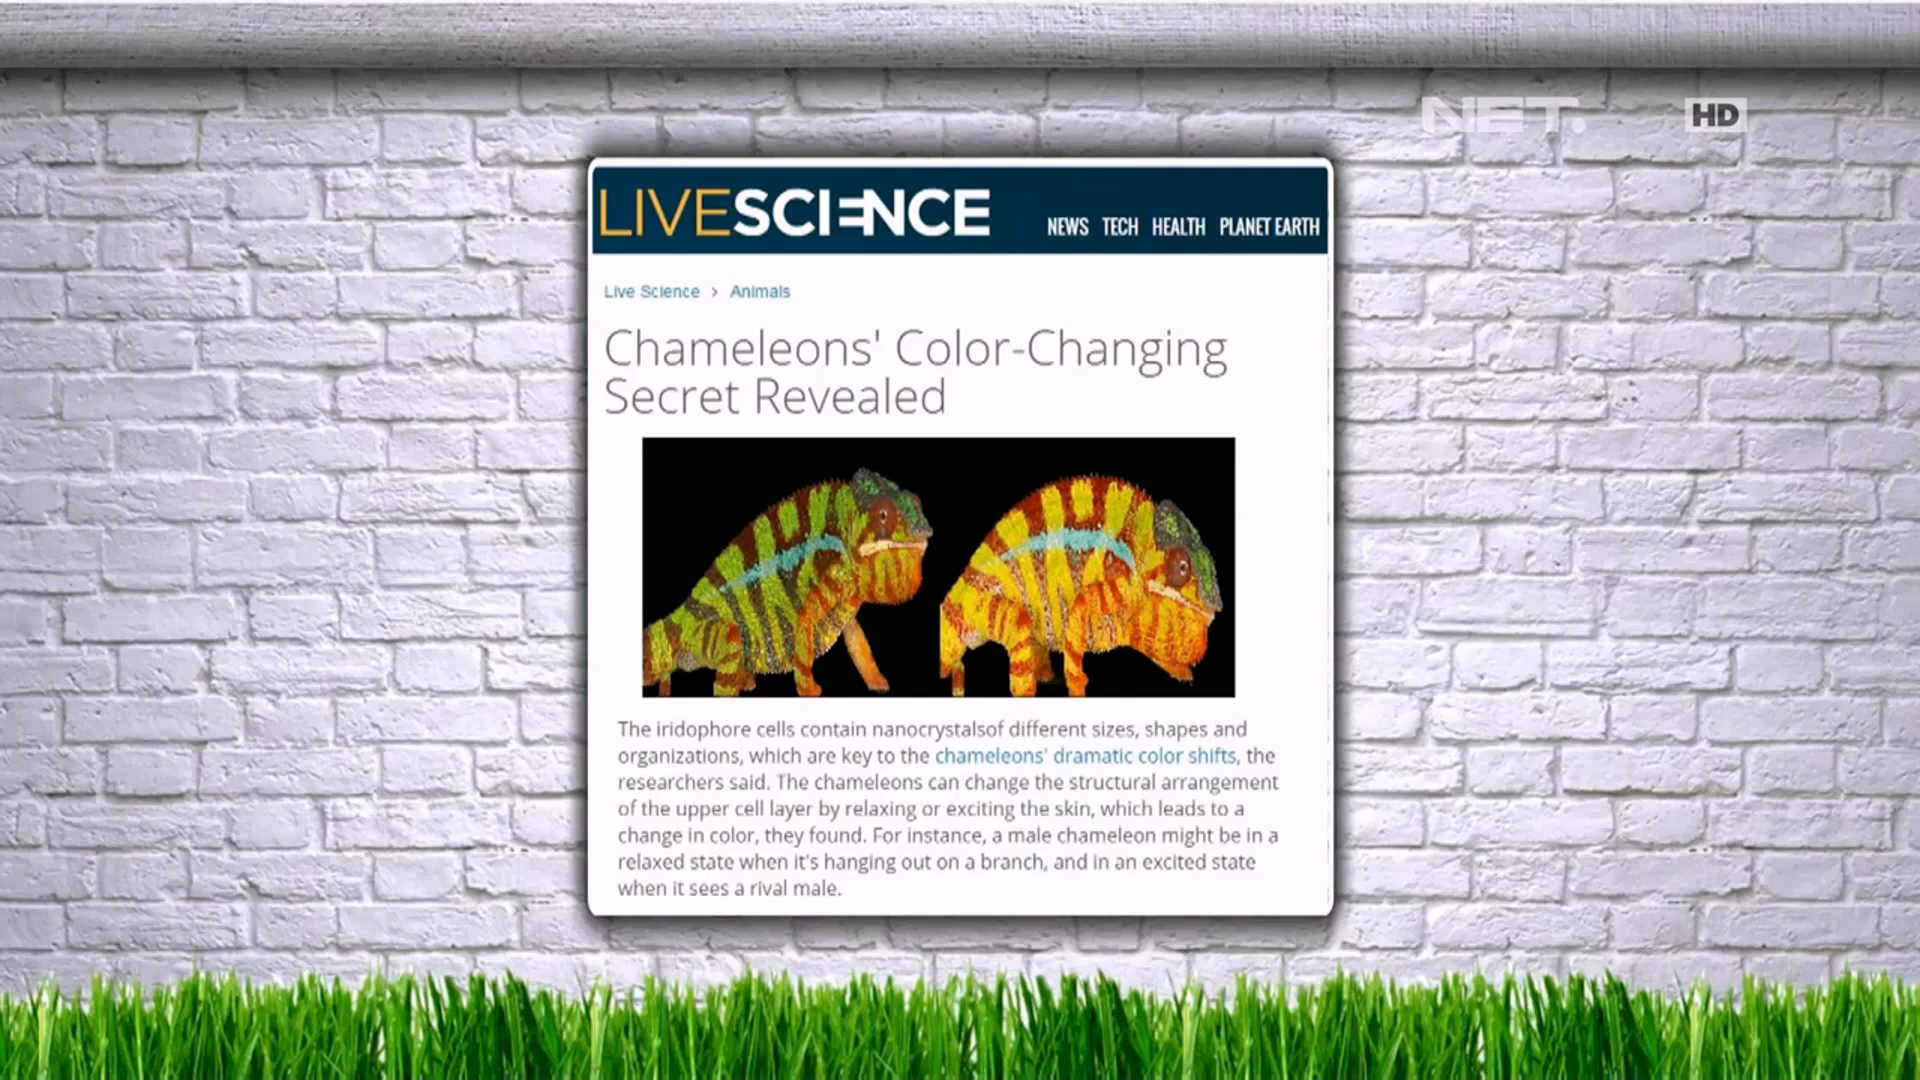 NET.
HD
LIVESCIENCE
NEWS TECH HEALTH PLANET EARTH
Live Science > Animals
Chameleons' Color-Changing
Secret Revealed
The iridophore cells contain nanocrystalsof different sizes, shapes and
organizations, which are key to the chameleons' dramatic color shifts, the
researchers said. The chameleons can change the structural arrangement
of the upper cell layer by relaxing or exciting the skin, which leads to a
change in color, they found. For instance, a male chameleon might be in a
relaxed state when it's hanging out on a branch, and in an excited state
when it sees a rival male.